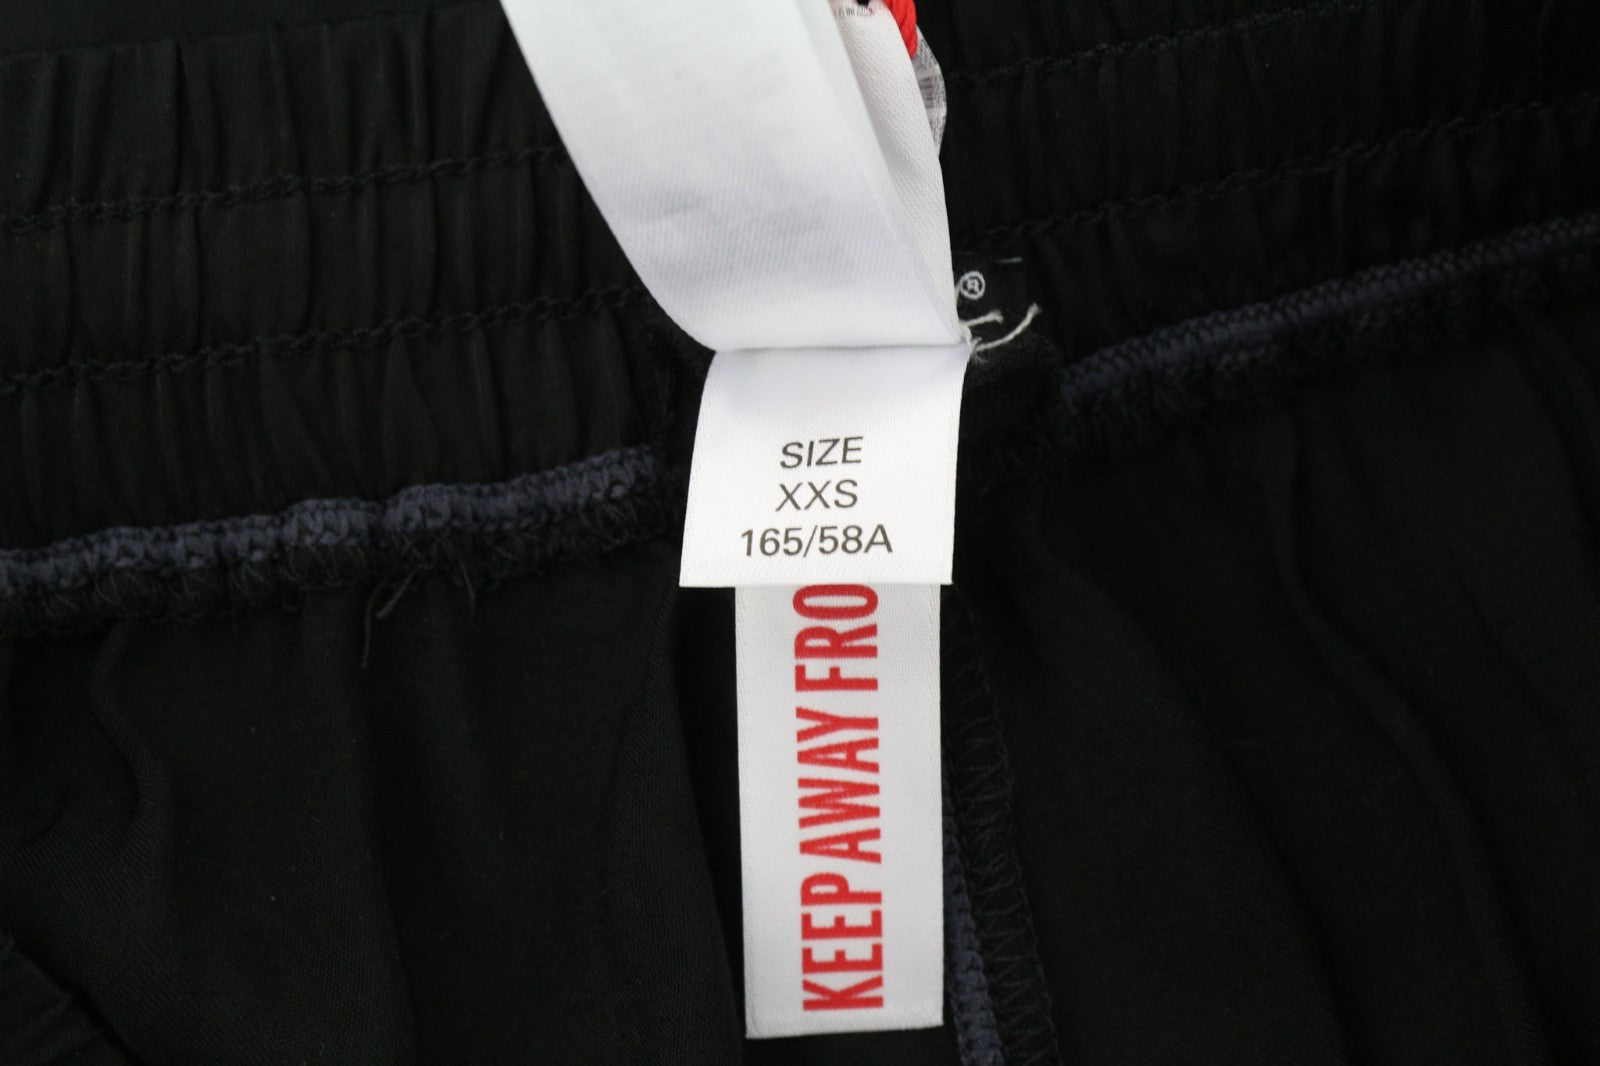 ®
SIZE
XXS
165/58A
KEEP AWAY FRO